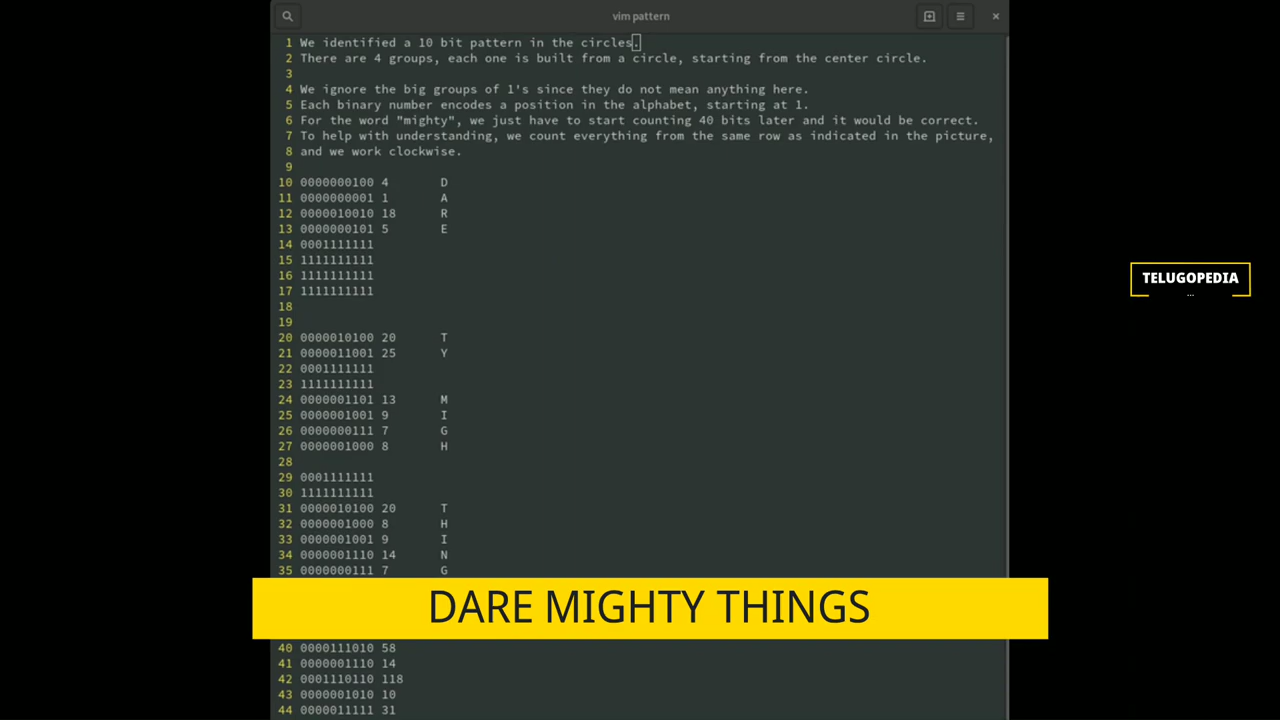 vim pattern
1 We identified a 10 bit pattern in the circles.
2 There are 4 groups, each one is built from a circle, starting from the center circle.
3
4 We ignore the big groups of 1's since they do not mean anything here.
5 Each binary number encodes a position in the alphabet, starting at 1.
6 For the word "mighty", we just have to start counting 40 bits later and it would be correct.
7 To help with understanding, we count everything from the same row as indicated in the picture,
8 and we work clockwise.
9
10 0000000100 4 D
11 0000000001 1 A
12 0000010010 18 R
13 0000000101 5 E
14 0001111111
15 1111111111
16 1111111111
17 1111111111
18
19
20 0000010100 20 T
21 0000011001 25 Y
22 0001111111
23 1111111111
24 0000001101 13 M
25 0000001001 9 I
26 0000000111 7 G
27 0000001000 8 H
28
29 0001111111
30 1111111111
31 0000010100 20 T
32 0000001000 8 H
33 0000001001 9 I
34 0000001110 14 N
35 0000000111 7 G
DARE MIGHTY THINGS
40 0000111010 58
41 0000001110 14
42 0001110110 118
43 0000001010 10
44 0000011111 31
TELUGOPEDIA
...